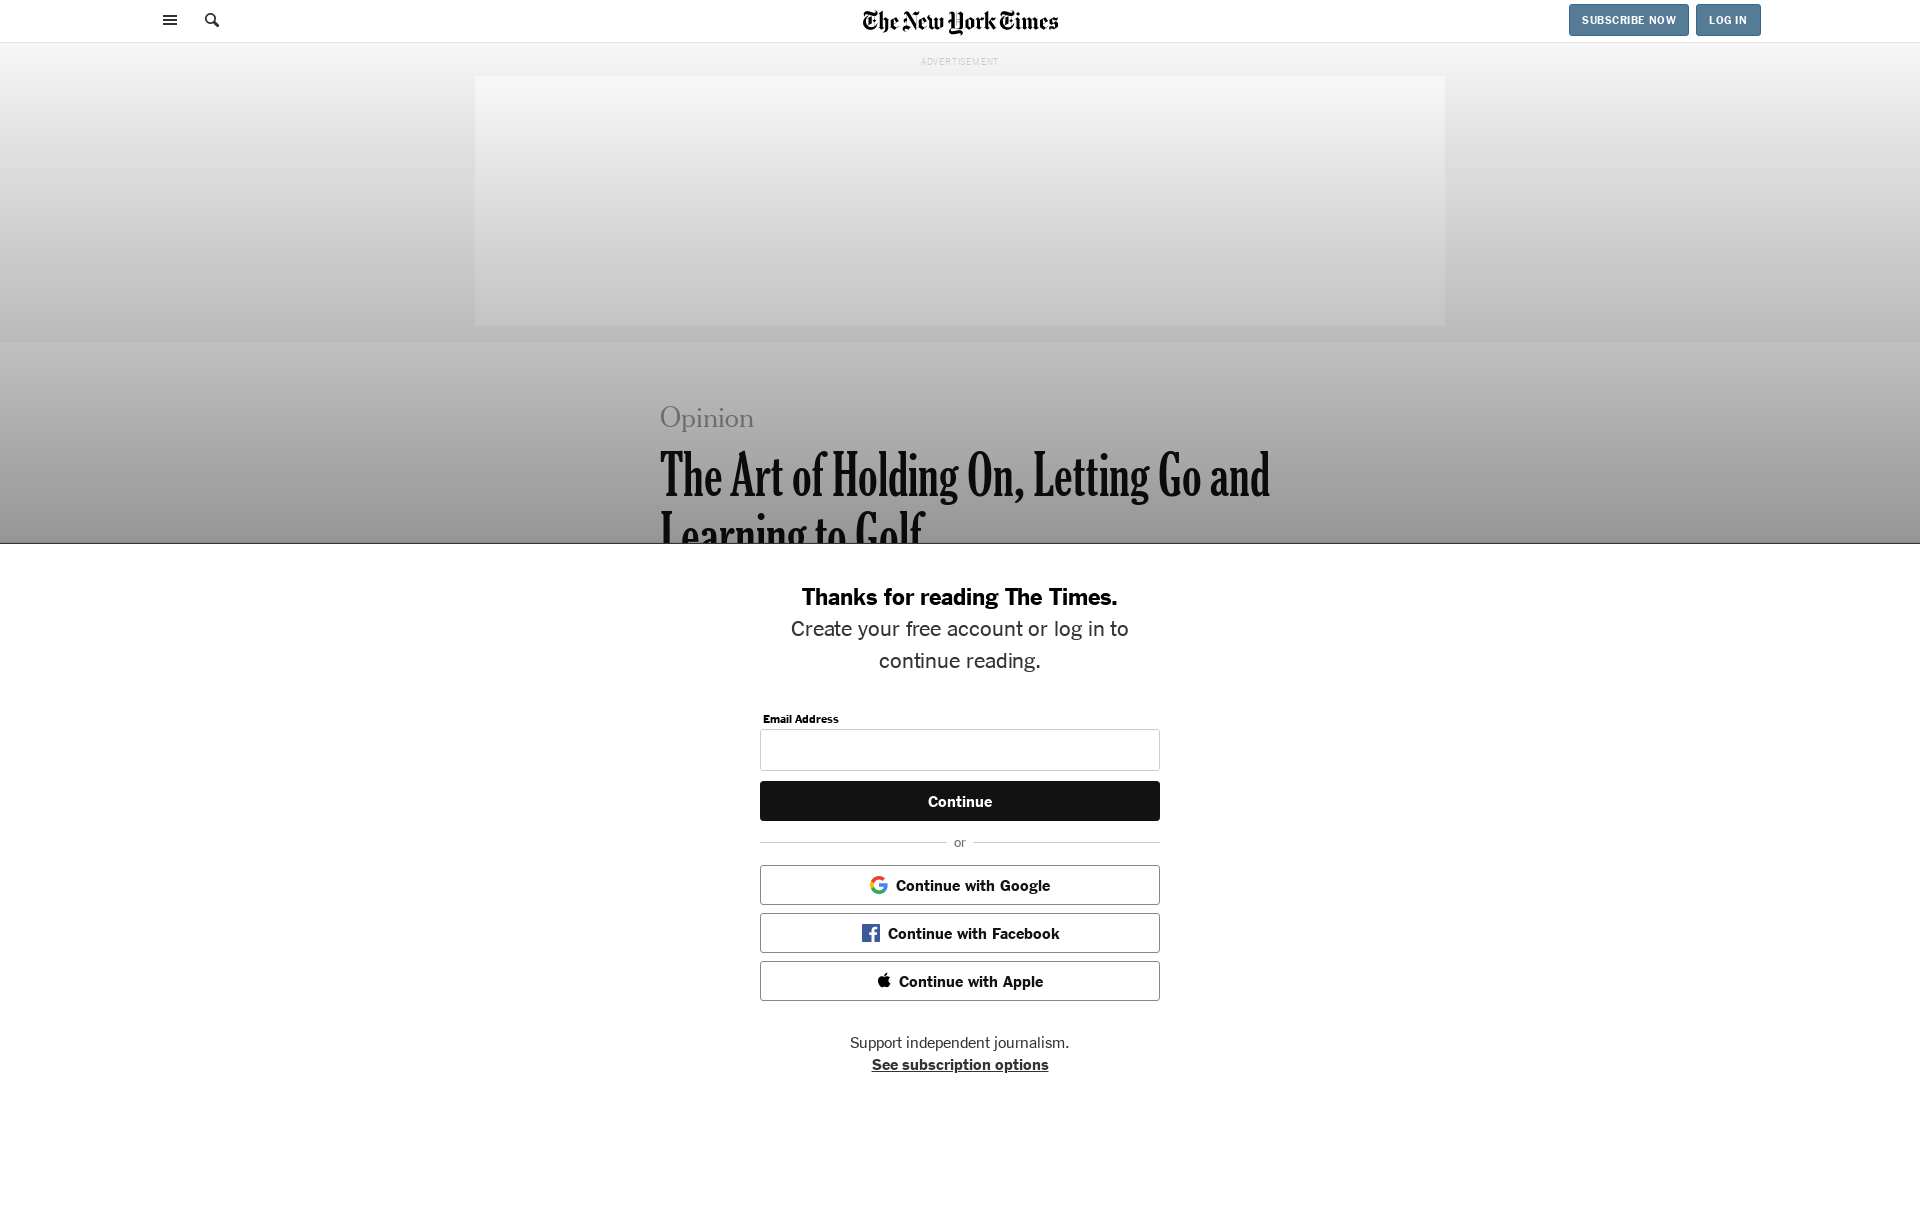 The New York Times
SUBSCRIBE NOW
LOG IN
ADVERTISEMENT
Opinion
The Art of Holding On, Letting Go and
Learning to Golf
Thanks for reading The Times.
Create your free account or log in to
continue reading.
Email Address
Continue
or
Continue with Google
Continue with Facebook
Continue with Apple
Support independent journalism.
See subscription options